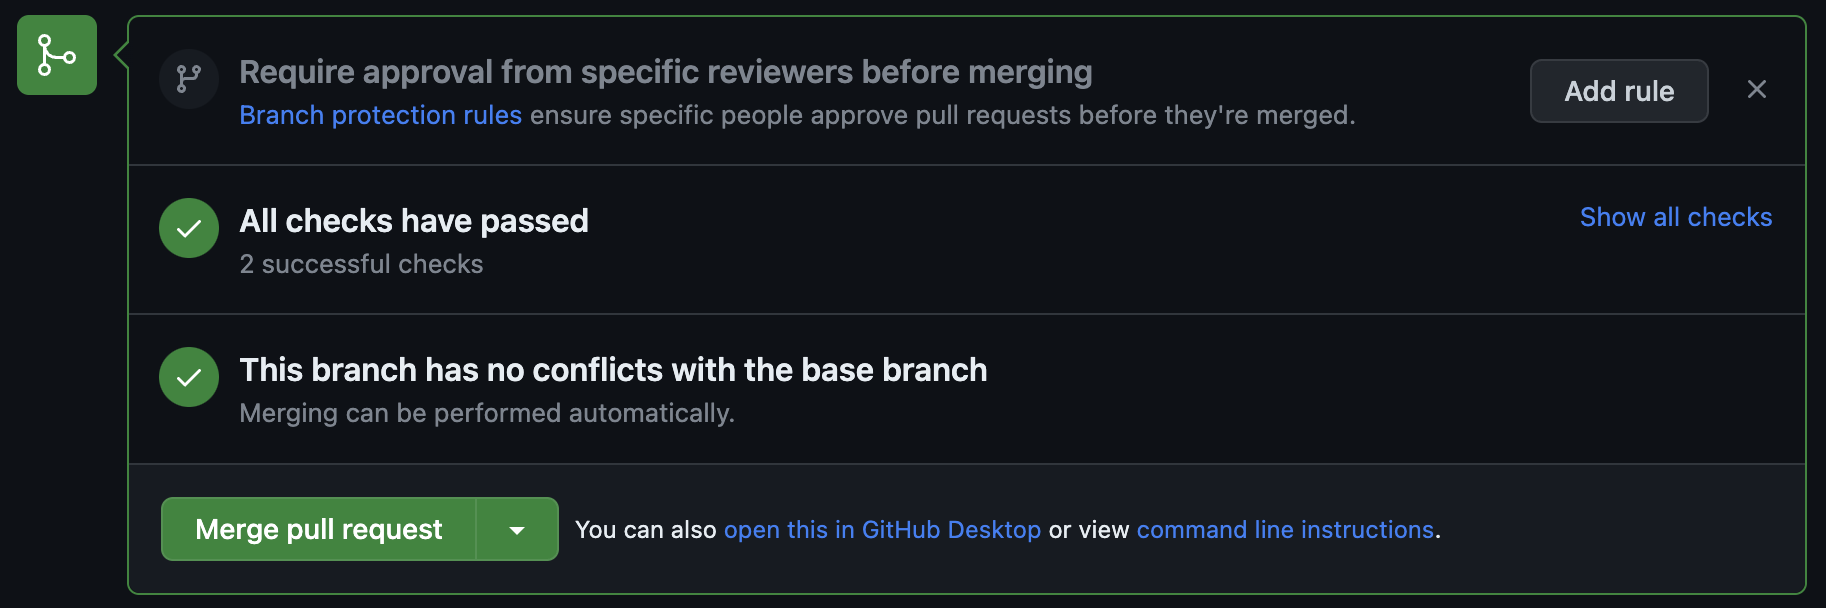 Require approval from specific reviewers before merging
Add rule
Branch protection rules ensure specific people approve pull requests before they're merged.
All checks have passed
Show all checks
2 successful checks
This branch has no conflicts with the base branch
Merging can be performed automatically.
Merge pull request
You can also open this in GitHub Desktop or view command line instructions.